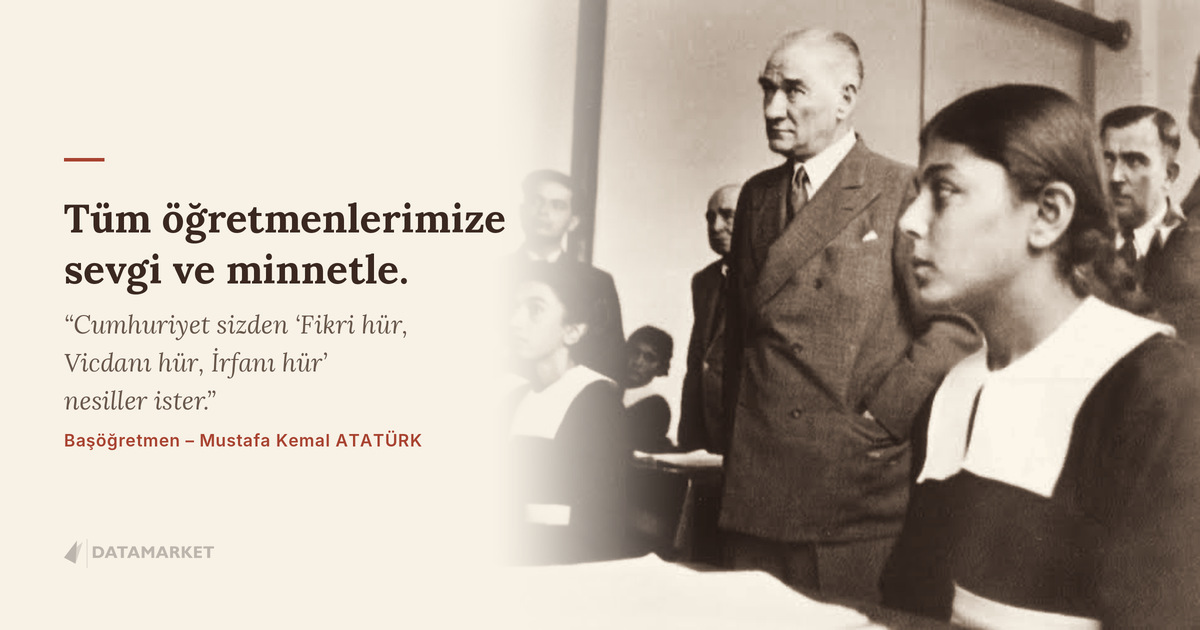 Tüm öğretmenlerimize
sevgi ve minnetle.
“Cumhuriyet sizden ‘Fikri hür,
Vicdanı hür, İrfanı hür’
nesiller ister.”
Başöğretmen – Mustafa Kemal ATATÜRK
DATAMARKET